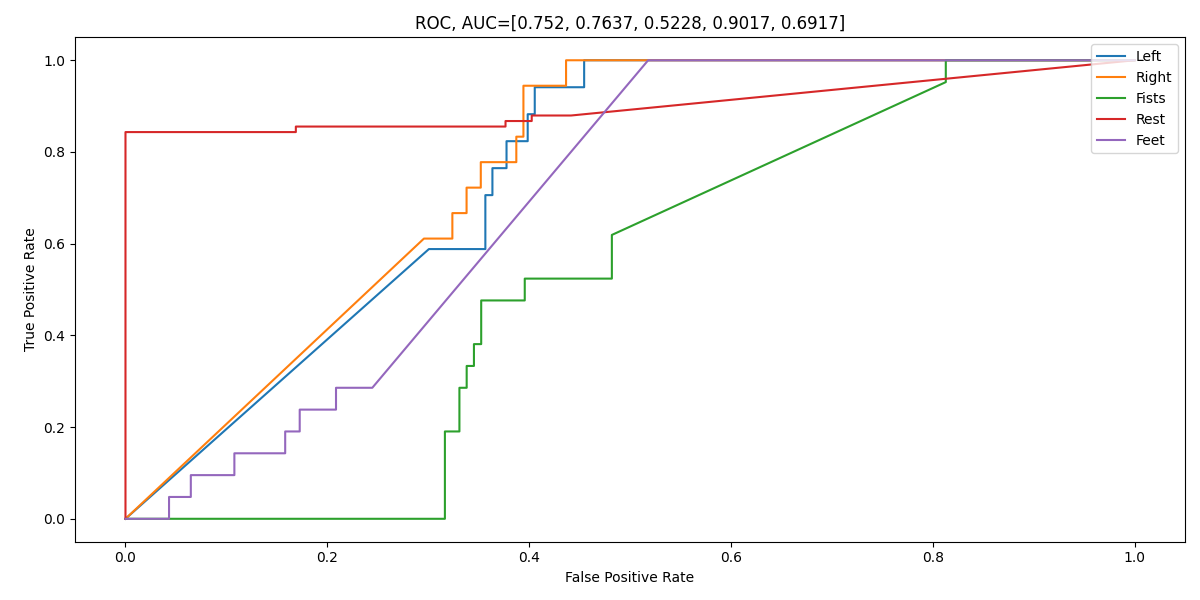 ROC, AUC=[0.752, 0.7637, 0.5228, 0.9017, 0.6917]
Left
Right
Fists
Rest
Feet
True Positive Rate
1.0
0.8
0.6
0.4
0.2
0.0
0.0 0.2 0.4 0.6 0.8 1.0
False Positive Rate